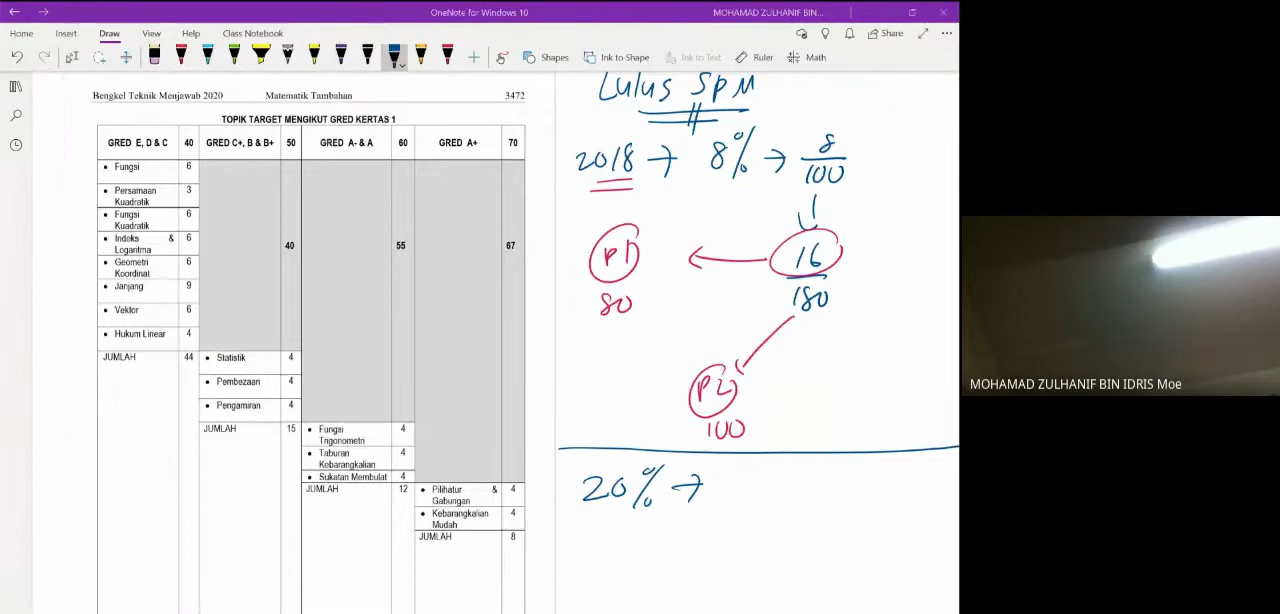 OneNote for Windows 10
MOHAMAD ZULHANIF BIN...
Home Insert Draw View Help Class Notebook
Share
Shapes Ink to Shape Ink to Text Ruler Math
Bengkel Teknik Menjawab 2020 Matematik Tambahan 3472
TOPIK TARGET MENGIKUT GRED KERTAS 1
GRED E, D & C 40 GRED C+, B & B+ 50 GRED A- & A 60 GRED A+ 70
• Fungsi 6
• Persamaan Kuadratik 3
• Fungsi Kuadratik 6
• Indeks & Logaritma 6
40 55 67
• Geometri Koordinat 6
• Janjang 9
• Vektor 6
• Hukum Linear 4
JUMLAH 44
• Statistik 4
• Pembezaan 4
• Pengamiran 4
JUMLAH 15
• Fungsi Trigonometri 4
• Taburan Kebarangkalian 4
• Sukatan Membulat 4
JUMLAH 12
• Pilihatur & Gabungan 4
• Kebarangkalian Mudah 4
JUMLAH 8
Lulus SPM
2018 → 8% → 8/100
P1 ← 16/180
80
P2
100
20% →
MOHAMAD ZULHANIF BIN IDRIS Moe